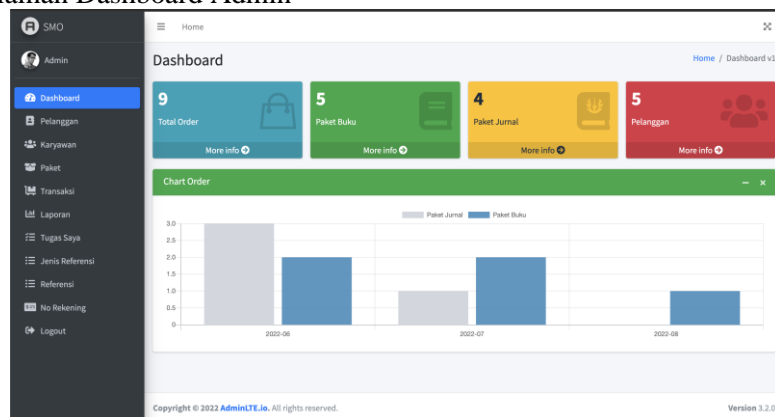 aman Dashboard Admin
SMO
Home
Admin
Dashboard
Home / Dashboard v1
Dashboard
Pelanggan
Karyawan
Paket
Transaksi
Laporan
Tugas Saya
Jenis Referensi
Referensi
No Rekening
Logout
9
Total Order
More info
5
Paket Buku
More info
4
Paket Jurnal
More info
5
Pelanggan
More info
Chart Order
Paket Jurnal Paket Buku
3.0
2.5
2.0
1.5
1.0
0.5
0
2022-06 2022-07 2022-08
Copyright © 2022 AdminLTE.io. All rights reserved.
Version 3.2.0